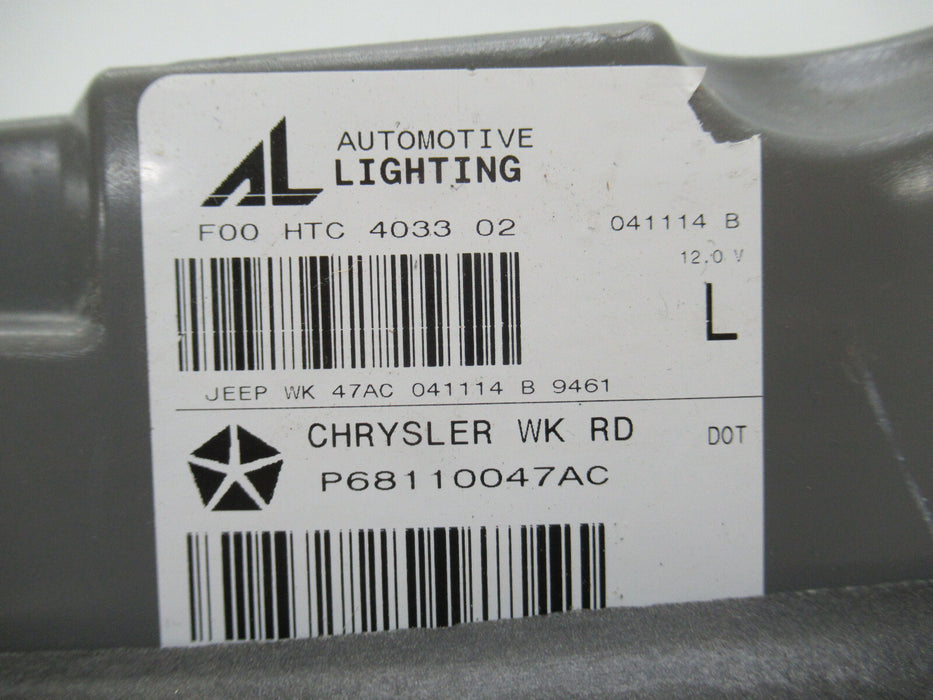 AL AUTOMOTIVE
LIGHTING
F00 HTC 4033 02 041114 B
12.0 V
L
JEEP WK 47AC 041114 B 9461
CHRYSLER WK RD DOT
P68110047AC